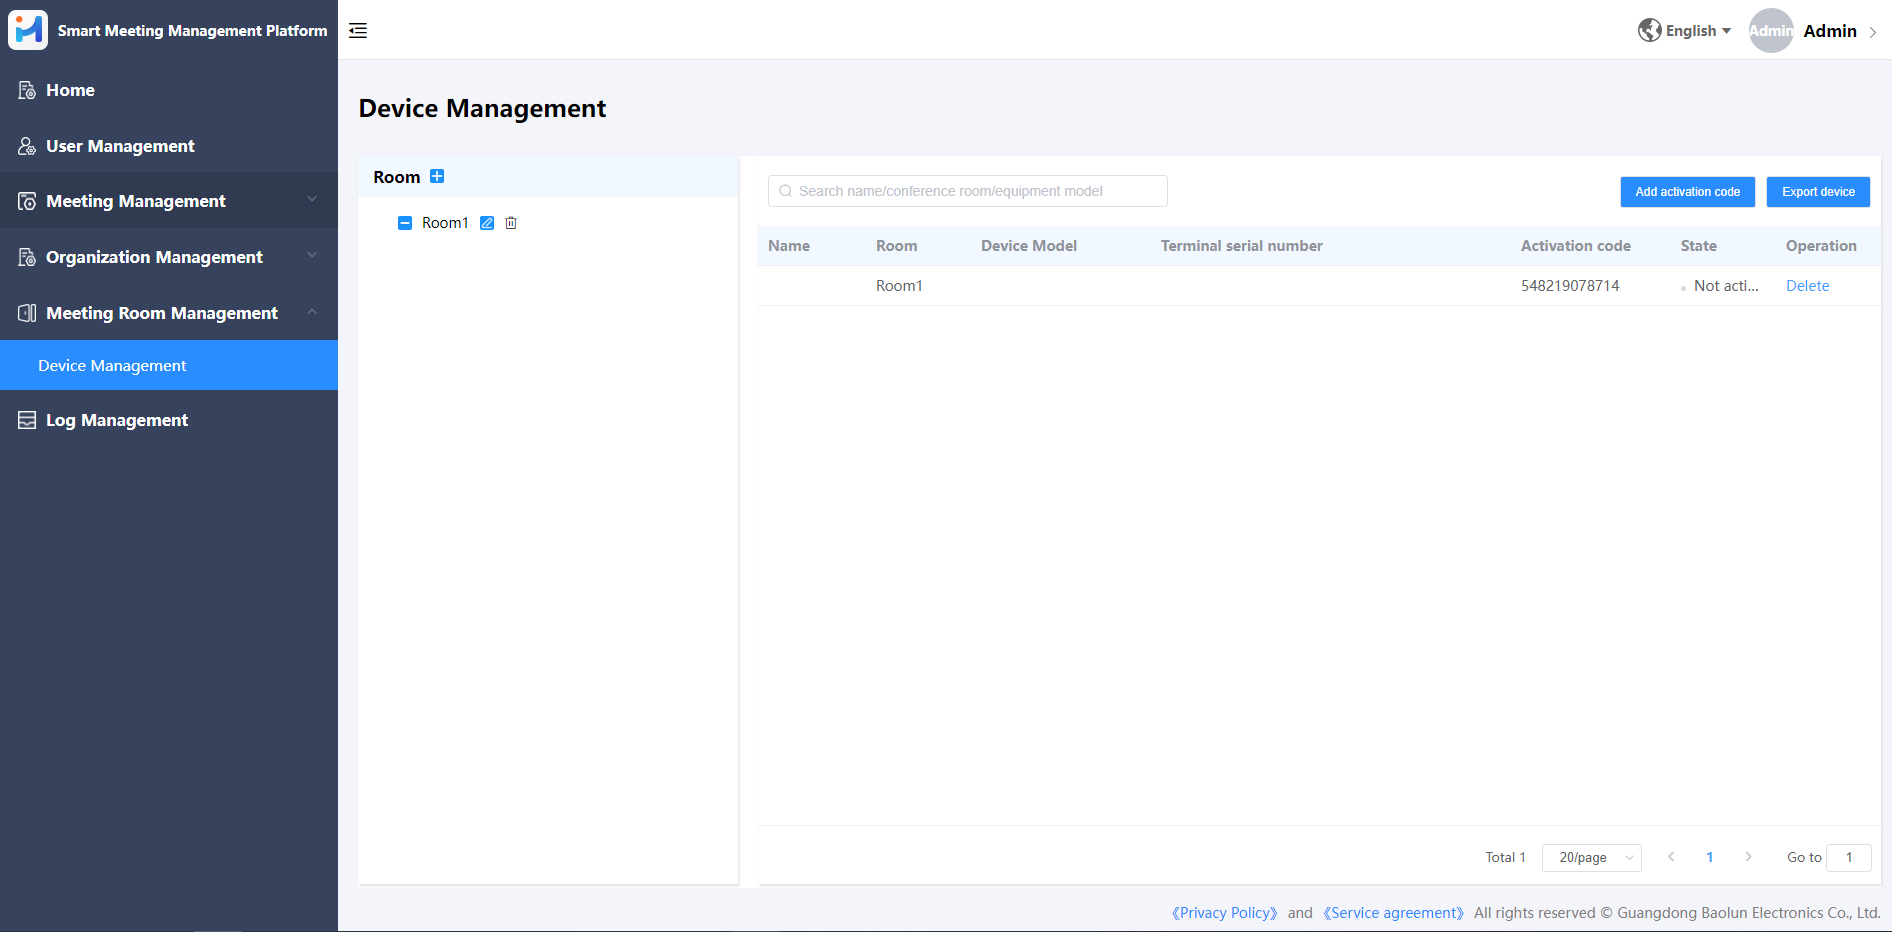 Smart Meeting Management Platform
English
Admin
Admin
Home
User Management
Meeting Management
Organization Management
Meeting Room Management
Device Management
Log Management
Device Management
Room
Room1
Search name/conference room/equipment model
Add activation code
Export device
Name Room Device Model Terminal serial number Activation code State Operation
Room1 548219078714 Not acti... Delete
Total 1 20/page 1 Go to 1
《Privacy Policy》 and 《Service agreement》 All rights reserved © Guangdong Baolun Electronics Co., Ltd.